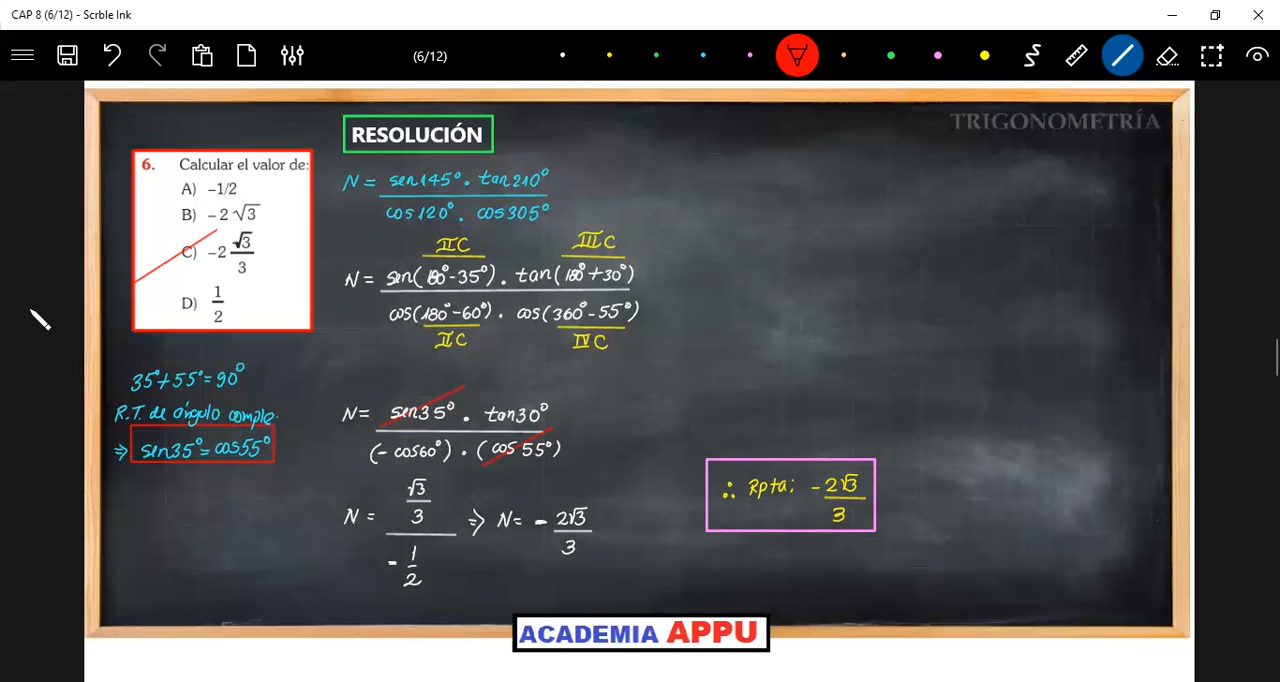 CAP 8 (6/12) - Scrble Ink
(6/12)
TRIGONOMETRÍA
RESOLUCIÓN
6. Calcular el valor de:
A) -1/2
B) -2√3
C) -2 √3/3
D) 1/2
N = sen145° . tan210° / cos120° . cos305°
IIC IIIC
N = sen(180°-35°) . tan(180°+30°) / cos(180°-60°) . cos(360°-55°)
IIC IVC
35°+55°=90°
R.T. de ángulo comple.
⇒ sen35°=cos55°
N= sen35° . tan30° / (-cos60°) . (cos55°)
N = √3/3 / -1/2 ⇒ N= - 2√3/3
∴ Rpta: -2√3/3
ACADEMIA APPU